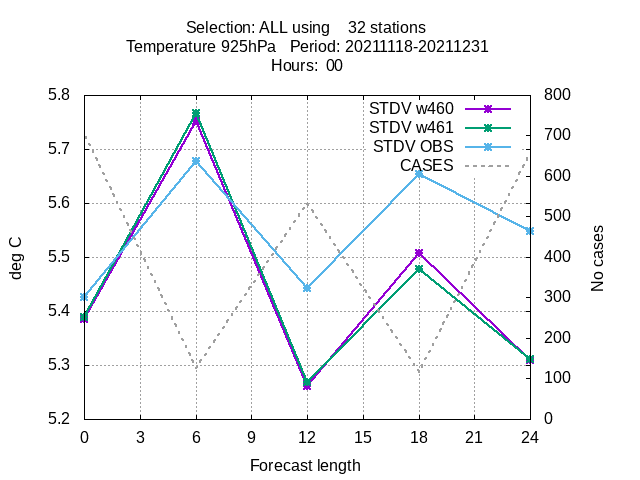 Selection: ALL using    32 stations
Temperature 925hPa   Period: 20211118-20211231
Hours:  00
5.8
5.7
5.6
5.5
5.4
5.3
5.2
deg C
STDV w460
STDV w461
STDV OBS
CASES
800
700
600
500
400
300
200
100
0
No cases
0 3 6 9 12 15 18 21 24
Forecast length